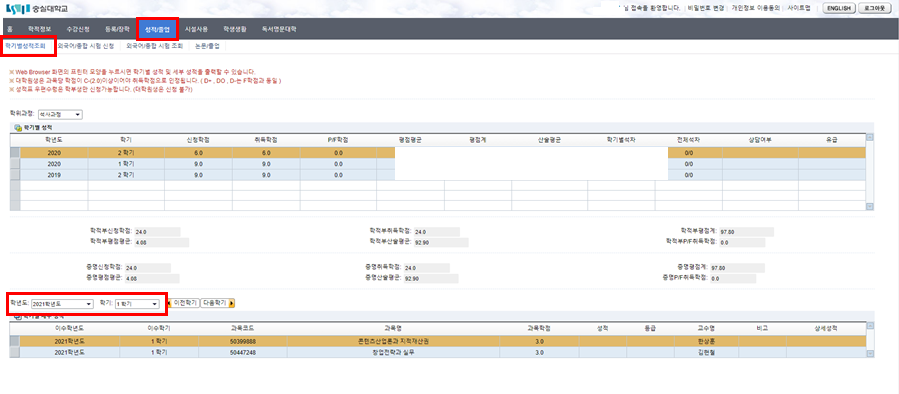 숭실대학교
님 접속을 환영합니다. | 비밀번호 변경 | 개인정보 이용동의 | 사이트맵 ENGLISH 로그아웃
홈 학적정보 수강신청 등록/장학 성적/졸업 시설사용 학생생활 독서명문대학
학기별성적조회 외국어/종합 시험 신청 외국어/종합 시험 조회 논문/졸업
※ Web Browser 화면의 프린터 모양을 누르시면 학기별 성적 및 세부 성적을 출력할 수 있습니다.
※ 대학원생은 과목당 학점이 C-(2.0)이상이어야 취득학점으로 인정됩니다. ( D+ , D0 , D-는 F학점과 동일 )
※ 성적표 우편수령은 학부생만 신청가능합니다. (대학원생은 신청 불가)
학위과정: 석사과정
학기별 성적
학년도 학기 신청학점 취득학점 P/F학점 평점평균 평점계 산술평균 학기별석차 전체석차 상담여부 유급
2020 2 학기 6.0 6.0 0.0 0/0
2020 1 학기 9.0 9.0 0.0 0/0
2019 2 학기 9.0 9.0 0.0 0/0
학적부신청학점: 24.0 학적부취득학점: 24.0 학적부평점계: 97.80
학적부평점평균: 4.08 학적부산술평균: 92.90 학적부P/F취득학점: 0.0
증명신청학점: 24.0 증명취득학점: 24.0 증명평점계: 97.80
증명평점평균: 4.08 증명산술평균: 92.90 증명P/F취득학점: 0.0
학년도: 2021학년도 학기: 1 학기 이전학기 다음학기
학기별 세부 성적
이수학년도 이수학기 과목코드 과목명 과목학점 성적 등급 교수명 비고 상세성적
2021학년도 1 학기 50399888 콘텐츠산업론과 지적재산권 3.0 한상훈
2021학년도 1 학기 50447248 창업전략과 실무 3.0 김현철